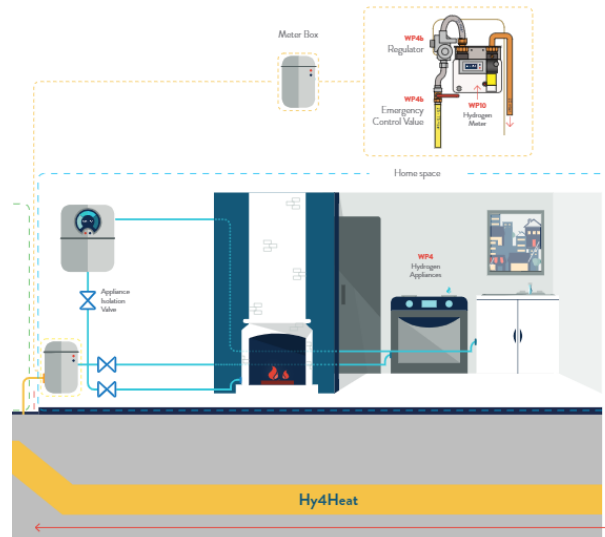 Meter Box
WP4b
Regulator
WP4b
Emergency
Control Value
WP10
Hydrogen
Meter
Home space
WP4
Hydrogen
Appliances
Appliance
Isolation
Valve
Hy4Heat